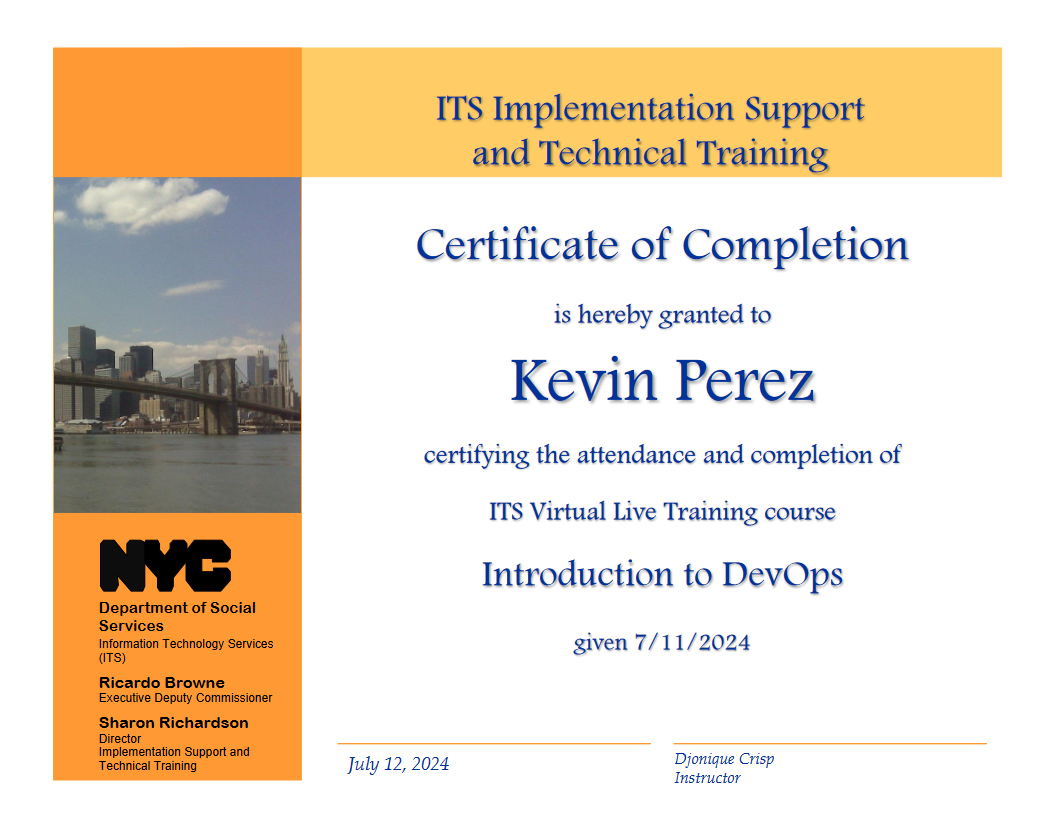 ITS Implementation Support
and Technical Training
Certificate of Completion
is hereby granted to
Kevin Perez
certifying the attendance and completion of
ITS Virtual Live Training course
Introduction to DevOps
given 7/11/2024
NYC
Department of Social
Services
Information Technology Services
(ITS)
Ricardo Browne
Executive Deputy Commissioner
Sharon Richardson
Director
Implementation Support and
Technical Training
July 12, 2024
Djonique Crisp
Instructor